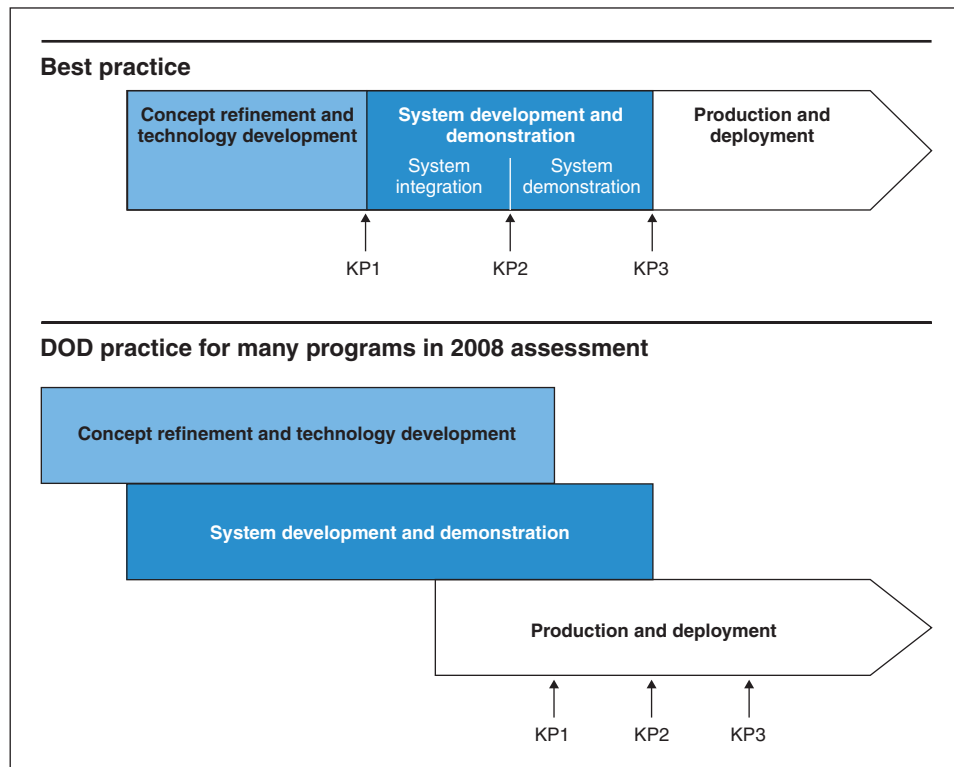 Best practice
Concept refinement and
technology development
System development and
demonstration
System
integration
System
demonstration
Production and
deployment
KP1
KP2
KP3
DOD practice for many programs in 2008 assessment
Concept refinement and technology development
System development and demonstration
Production and deployment
KP1
KP2
KP3